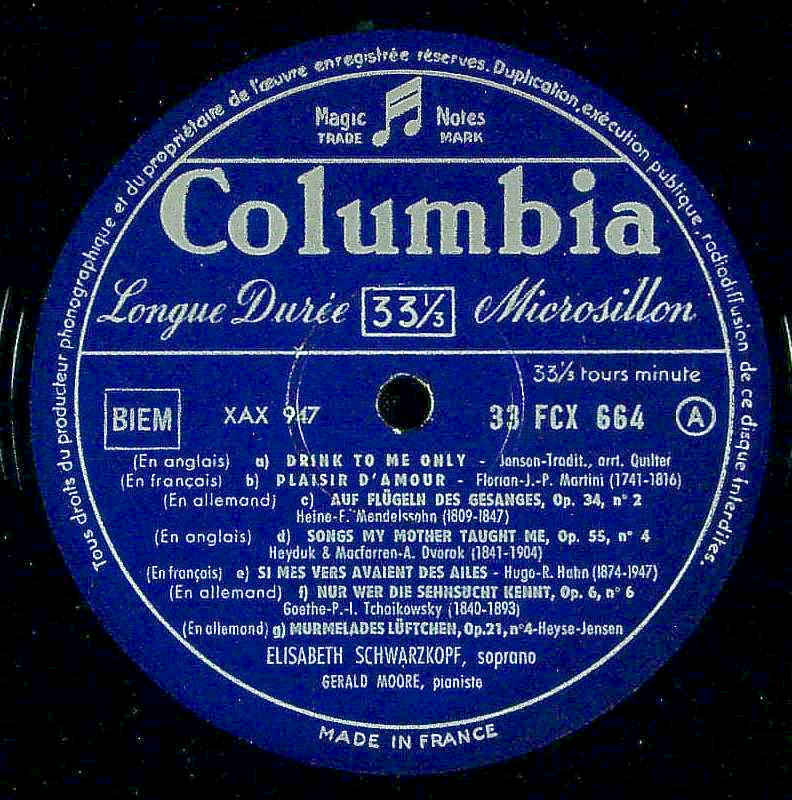 Tous droits du producteur phonographique et du propriétaire de l'œuvre enregistrée réservés. Duplication, exécution publique, radiodiffusion de ce disque interdites.
Magic Notes
TRADE MARK
Columbia
Longue Durée 33⅓ Microsillon
33⅓ tours minute
BIEM XAX 947 33 FCX 664 A
(En anglais) a) DRINK TO ME ONLY - Jonson-Tradit., arrt. Quilter
(En français) b) PLAISIR D'AMOUR - Florian-J.-P. Martini (1741-1816)
(En allemand) c) AUF FLÜGELN DES GESANGES, Op. 34, n° 2
Heine-F. Mendelssohn (1809-1847)
(En anglais) d) SONGS MY MOTHER TAUGHT ME, Op. 55, n° 4
Heyduk & Macfarren-A. Dvorak (1841-1904)
(En français) e) SI MES VERS AVAIENT DES AILES - Hugo-R. Hahn (1874-1947)
(En allemand) f) NUR WER DIE SEHNSUCHT KENNT, Op. 6, n° 6
Goethe-P.-I. Tchaikowsky (1840-1893)
(En allemand) g) MURMELADES LÜFTCHEN, Op. 21, n° 4-Heyse-Jensen
ELISABETH SCHWARZKOPF, soprano
GERALD MOORE, pianiste
MADE IN FRANCE